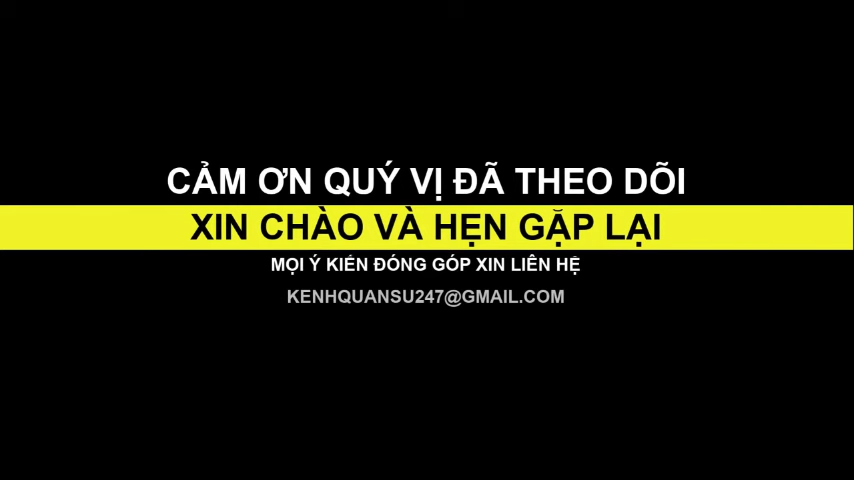 CẢM ƠN QUÝ VỊ ĐÃ THEO DÕI
XIN CHÀO VÀ HẸN GẶP LẠI
MỌI Ý KIẾN ĐÓNG GÓP XIN LIÊN HỆ
KENHQUANSU247@GMAIL.COM